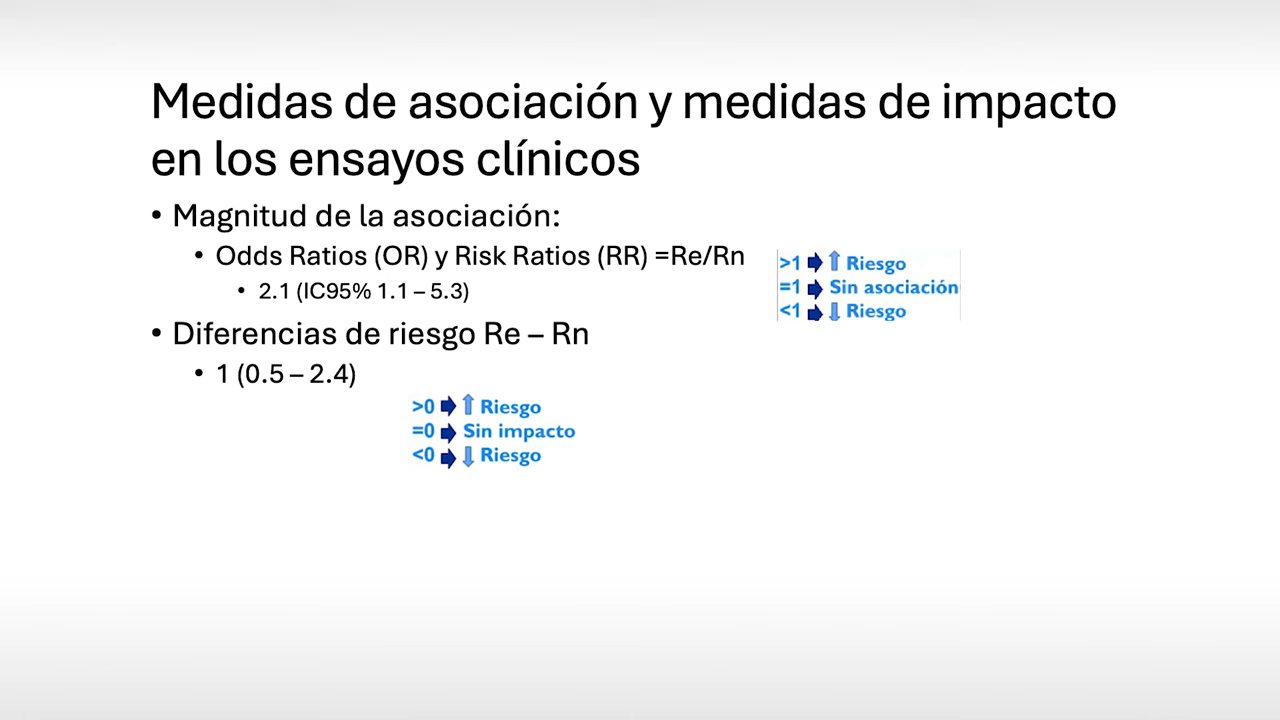 Medidas de asociación y medidas de impacto
en los ensayos clínicos
• Magnitud de la asociación:
• Odds Ratios (OR) y Risk Ratios (RR) =Re/Rn
>1 ➡ ⇧ Riesgo
=1 ➡ Sin asociación
<1 ➡ ⇩ Riesgo
• 2.1 (IC95% 1.1 – 5.3)
• Diferencias de riesgo Re – Rn
• 1 (0.5 – 2.4)
>0 ➡ ⇧ Riesgo
=0 ➡ Sin impacto
<0 ➡ ⇩ Riesgo